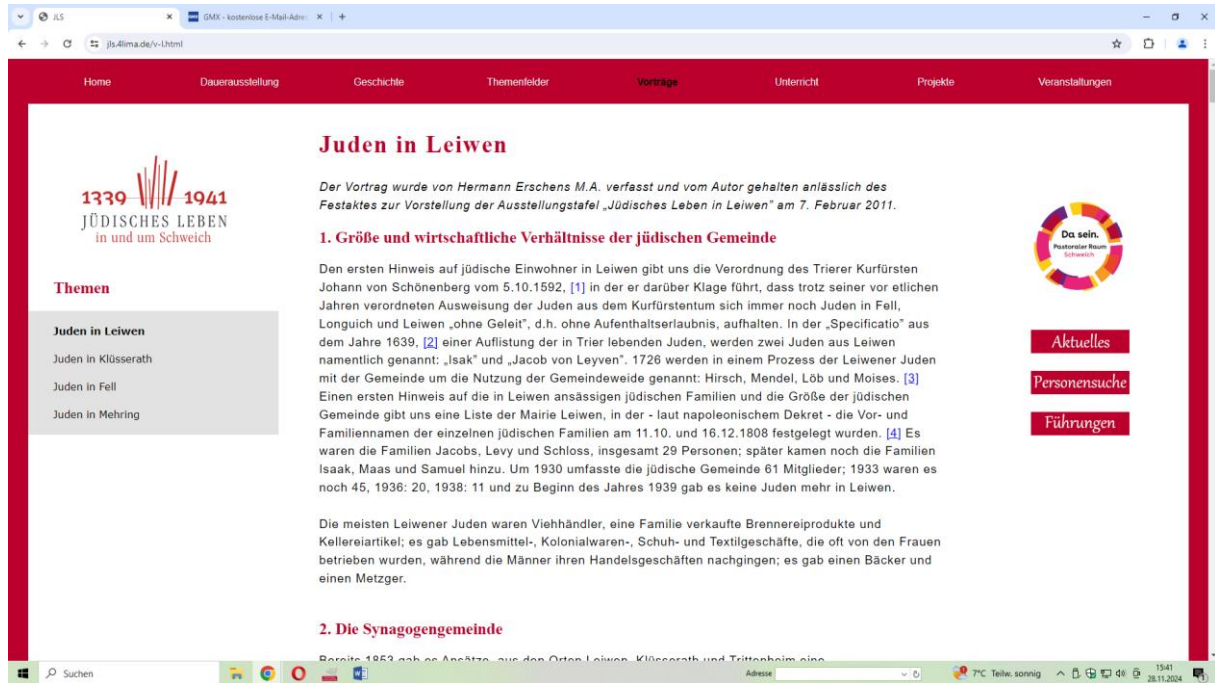 JLS
GMX - kostenlose E-Mail-Adre:
jls.4lima.de/v-l.html
Home Dauerausstellung Geschichte Themenfelder Vorträge Unterricht Projekte Veranstaltungen
1339 1941
JÜDISCHES LEBEN
in und um Schweich
Themen
Juden in Leiwen
Juden in Klüsserath
Juden in Fell
Juden in Mehring
Juden in Leiwen
Der Vortrag wurde von Hermann Erschens M.A. verfasst und vom Autor gehalten anlässlich des
Festaktes zur Vorstellung der Ausstellungstafel „Jüdisches Leben in Leiwen" am 7. Februar 2011.
1. Größe und wirtschaftliche Verhältnisse der jüdischen Gemeinde
Den ersten Hinweis auf jüdische Einwohner in Leiwen gibt uns die Verordnung des Trierer Kurfürsten
Johann von Schönenberg vom 5.10.1592, [1] in der er darüber Klage führt, dass trotz seiner vor etlichen
Jahren verordneten Ausweisung der Juden aus dem Kurfürstentum sich immer noch Juden in Fell,
Longuich und Leiwen „ohne Geleit", d.h. ohne Aufenthaltserlaubnis, aufhalten. In der „Specificatio" aus
dem Jahre 1639, [2] einer Auflistung der in Trier lebenden Juden, werden zwei Juden aus Leiwen
namentlich genannt: „Isak" und „Jacob von Leyven". 1726 werden in einem Prozess der Leiwener Juden
mit der Gemeinde um die Nutzung der Gemeindeweide genannt: Hirsch, Mendel, Löb und Moises. [3]
Einen ersten Hinweis auf die in Leiwen ansässigen jüdischen Familien und die Größe der jüdischen
Gemeinde gibt uns eine Liste der Mairie Leiwen, in der - laut napoleonischem Dekret - die Vor- und
Familiennamen der einzelnen jüdischen Familien am 11.10. und 16.12.1808 festgelegt wurden. [4] Es
waren die Familien Jacobs, Levy und Schloss, insgesamt 29 Personen; später kamen noch die Familien
Isaak, Maas und Samuel hinzu. Um 1930 umfasste die jüdische Gemeinde 61 Mitglieder; 1933 waren es
noch 45, 1936: 20, 1938: 11 und zu Beginn des Jahres 1939 gab es keine Juden mehr in Leiwen.
Die meisten Leiwener Juden waren Viehhändler, eine Familie verkaufte Brennereiprodukte und
Kellereiartikel; es gab Lebensmittel-, Kolonialwaren-, Schuh- und Textilgeschäfte, die oft von den Frauen
betrieben wurden, während die Männer ihren Handelsgeschäften nachgingen; es gab einen Bäcker und
einen Metzger.
2. Die Synagogengemeinde
Bereits 1853 gab es Ansätze, aus den Orten Leiwen, Klüsserath und Trittenheim eine
Da sein.
Pastoraler Raum
Schweich
Aktuelles
Personensuche
Führungen
Suchen
Adresse
7°C Teilw. sonnig
15:41
28.11.2024